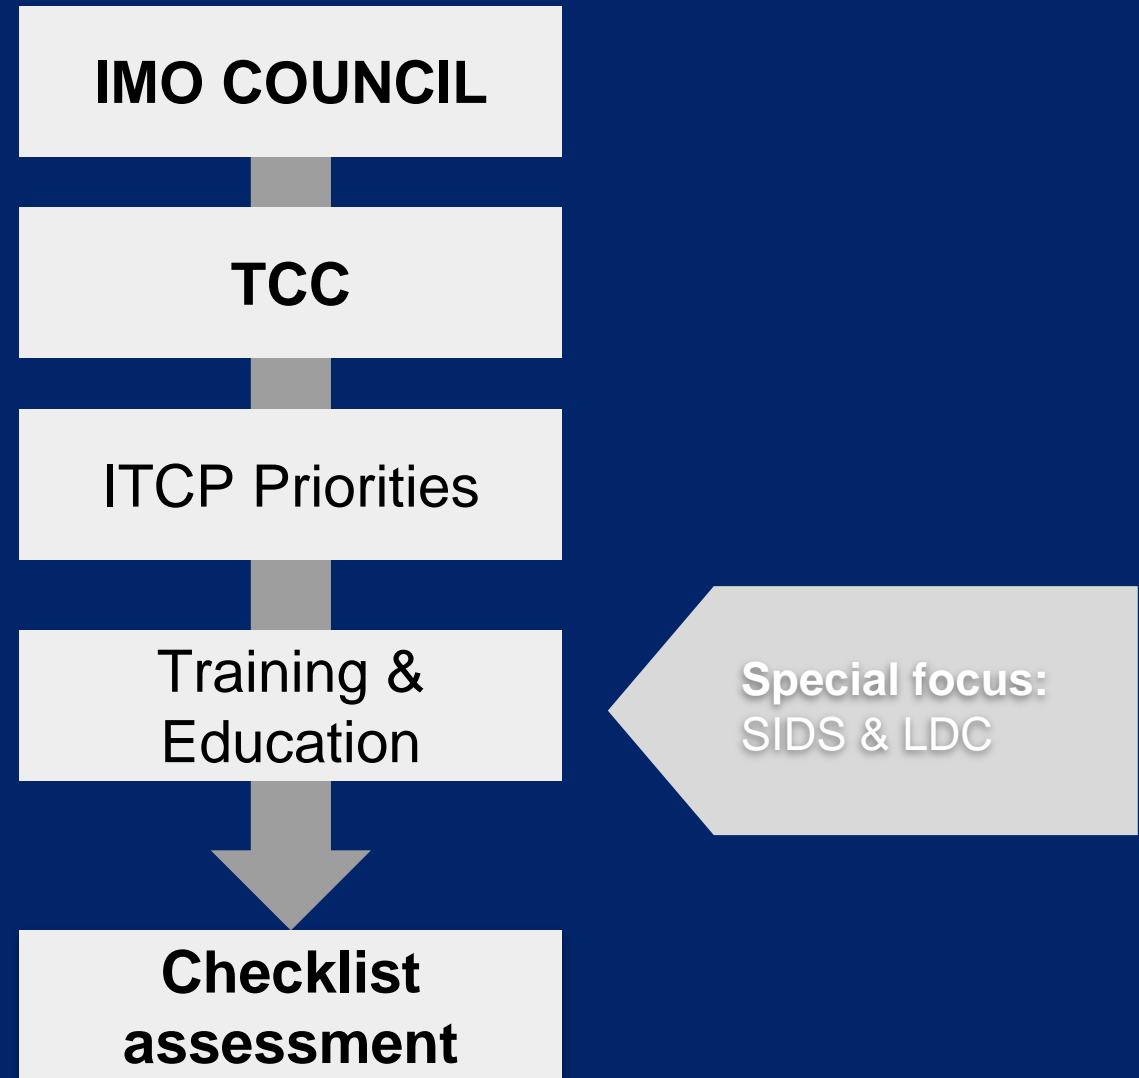 IMO COUNCIL
TCC
ITCP Priorities
Training &
Education
Special focus:
SIDS & LDC
Checklist
assessment